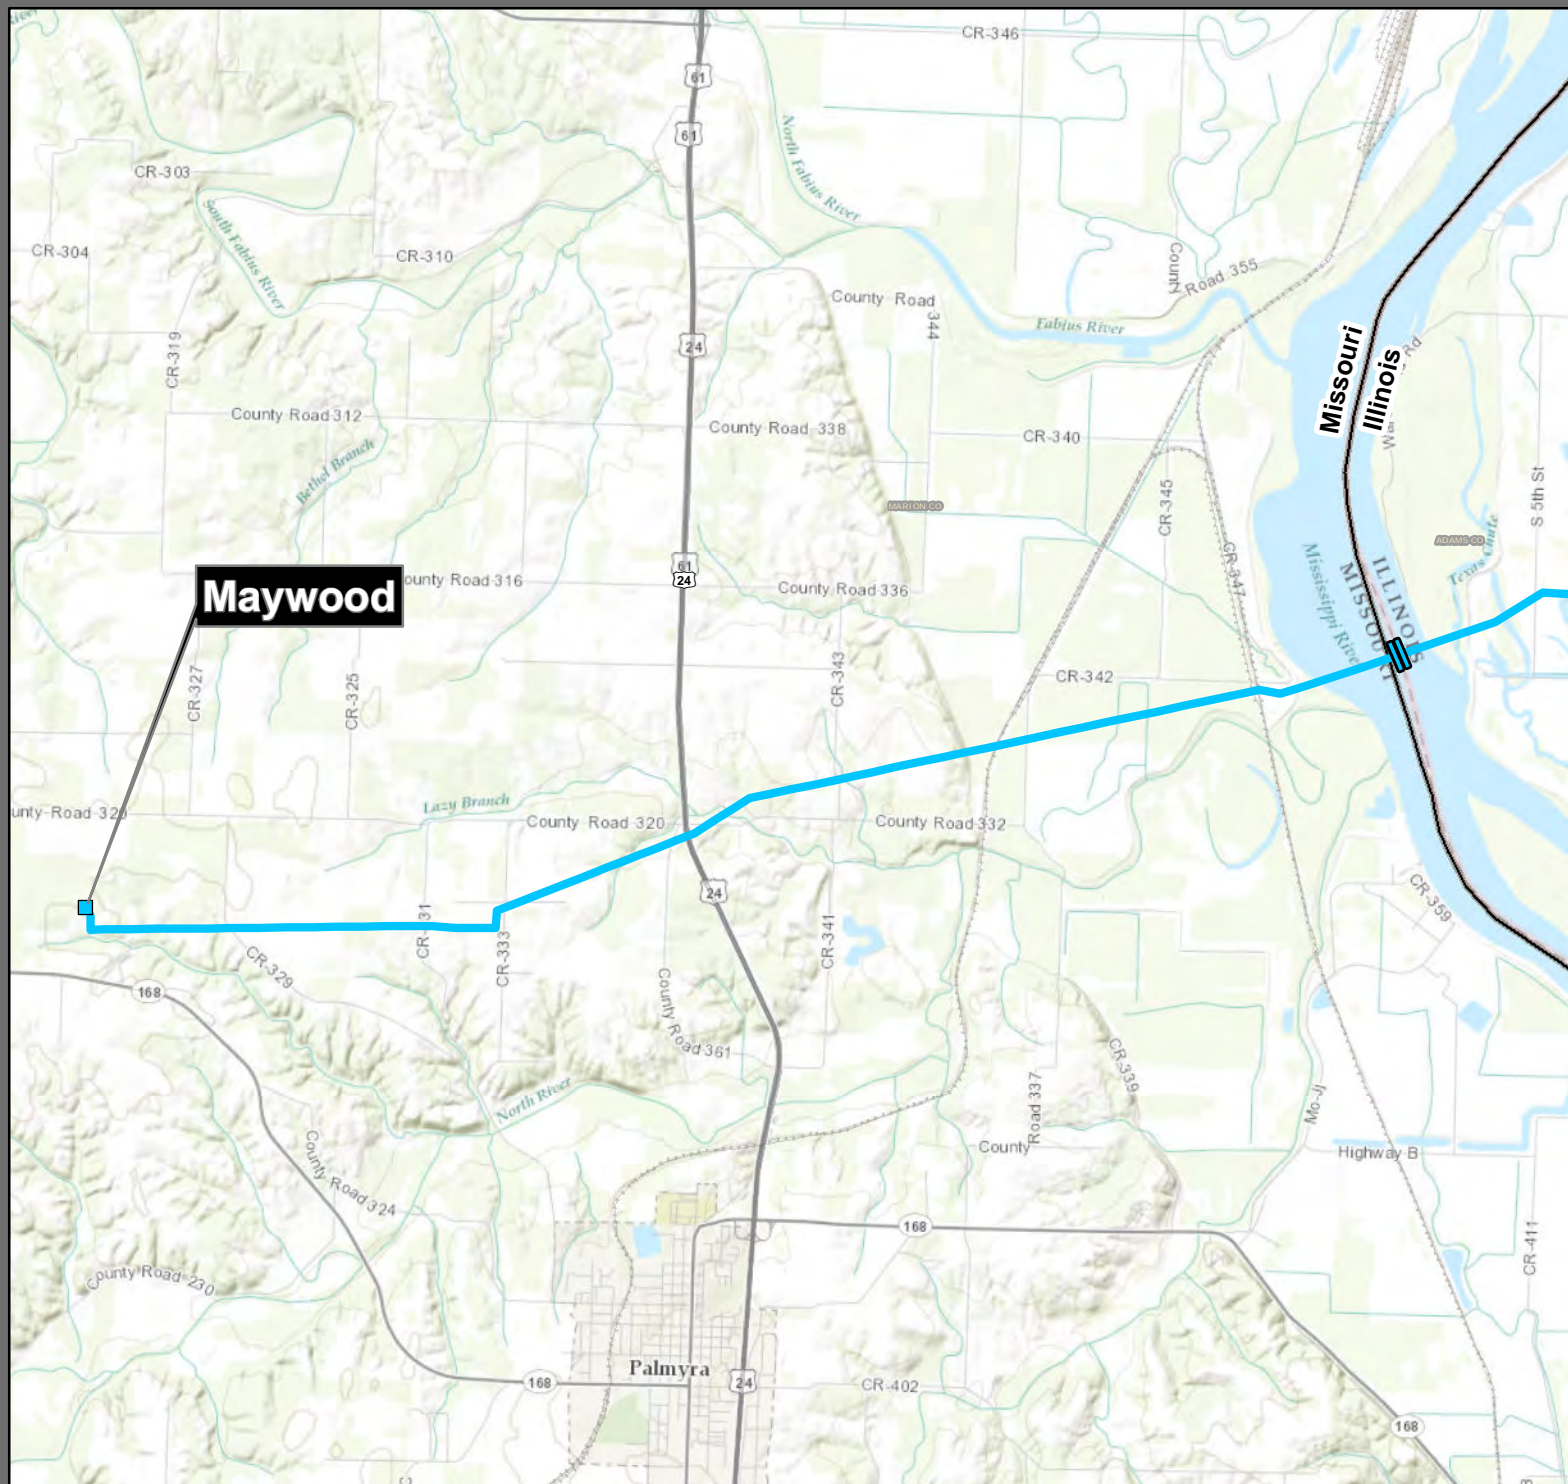 River
CR-346
61
61
North Fabius River
CR-303
South Fabius River
CR-304
CR-310
County
Road 355
County Road
344
Fabius River
CR-319
24
Missouri
Illinois
Rd
County Road 312
County Road 338
CR-340
Bethel Branch
CR-345
S 5th St
MARION CO
ADAMS CO
Texas Chute
CR-347
Mississippi River
ILLINOIS
MISSOURI
Maywood
ounty Road 316
61
24
County Road 336
CR-327
CR-325
CR-343
CR-342
Lazy Branch
unty Road 320
County Road 320
County Road 332
24
CR-359
CR-333
CR-341
CR-329
168
County Road 361
North River
CR-339
Road 337
County
Mo-Jj
Highway B
County Road 324
168
CR-411
County Road 230
Palmyra
168
24
CR-402
168